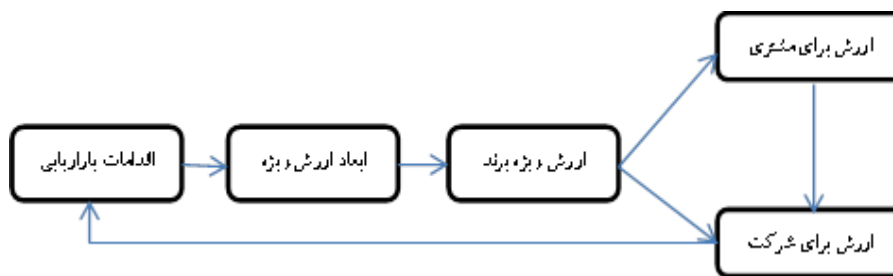 ارزش برای مشتری
اقدامات بازاریابی
ابعاد ارزش ویژه
ارزش ویژه برند
ارزش برای شرکت